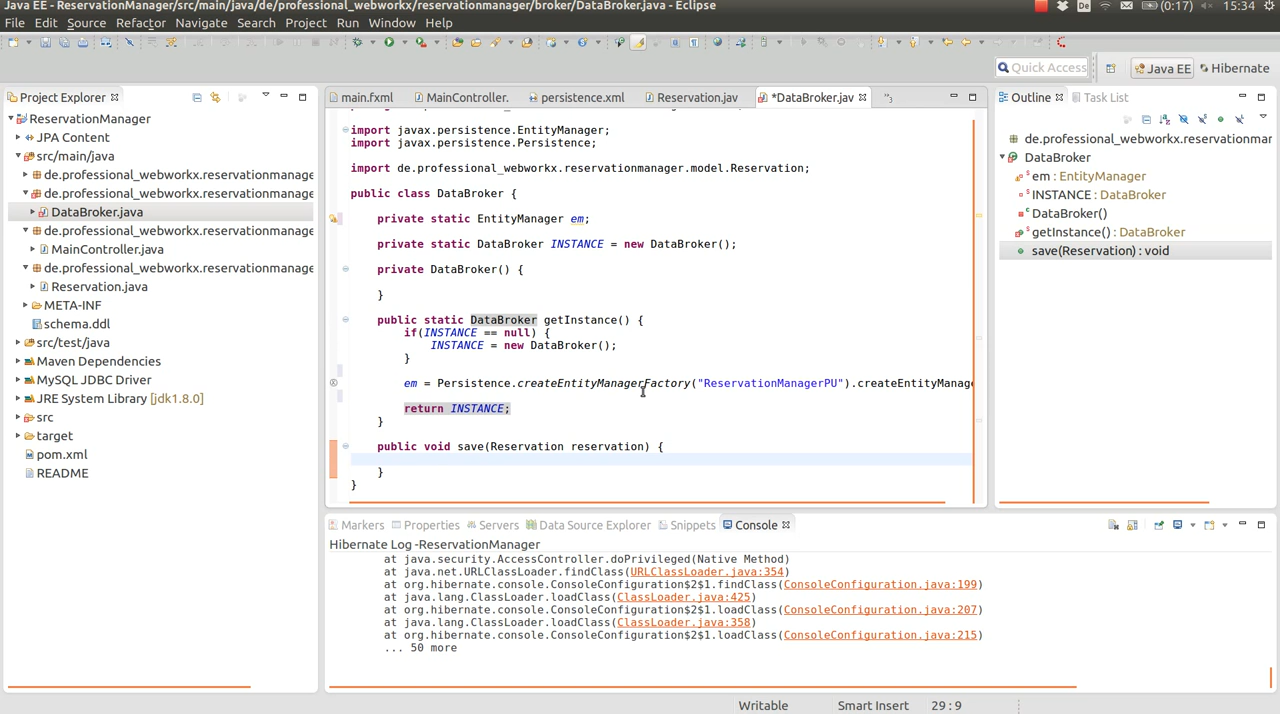 Java EE - ReservationManager/src/main/java/de/professional_webworkx/reservationmanager/broker/DataBroker.java - Eclipse
De (0:17) 15:34
File Edit Source Refactor Navigate Search Project Run Window Help
Quick Access Java EE Hibernate
Project Explorer
ReservationManager
JPA Content
src/main/java
de.professional_webworkx.reservationmanage
de.professional_webworkx.reservationmanage
DataBroker.java
de.professional_webworkx.reservationmanage
MainController.java
de.professional_webworkx.reservationmanage
Reservation.java
META-INF
schema.ddl
src/test/java
Maven Dependencies
MySQL JDBC Driver
JRE System Library [jdk1.8.0]
src
target
pom.xml
README
main.fxml MainController. persistence.xml Reservation.jav *DataBroker.jav »3
import javax.persistence.EntityManager;
import javax.persistence.Persistence;
import de.professional_webworkx.reservationmanager.model.Reservation;
public class DataBroker {
private static EntityManager em;
private static DataBroker INSTANCE = new DataBroker();
private DataBroker() {
}
public static DataBroker getInstance() {
if(INSTANCE == null) {
INSTANCE = new DataBroker();
}
em = Persistence.createEntityManagerFactory("ReservationManagerPU").createEntityManage
return INSTANCE;
}
public void save(Reservation reservation) {
}
}
Outline Task List
de.professional_webworkx.reservationmar
DataBroker
em : EntityManager
INSTANCE : DataBroker
DataBroker()
getInstance() : DataBroker
save(Reservation) : void
Markers Properties Servers Data Source Explorer Snippets Console
Hibernate Log -ReservationManager
at java.security.AccessController.doPrivileged(Native Method)
at java.net.URLClassLoader.findClass(URLClassLoader.java:354)
at org.hibernate.console.ConsoleConfiguration$2$1.findClass(ConsoleConfiguration.java:199)
at java.lang.ClassLoader.loadClass(ClassLoader.java:425)
at org.hibernate.console.ConsoleConfiguration$2$1.loadClass(ConsoleConfiguration.java:207)
at java.lang.ClassLoader.loadClass(ClassLoader.java:358)
at org.hibernate.console.ConsoleConfiguration$2$1.loadClass(ConsoleConfiguration.java:215)
... 50 more
Writable Smart Insert 29 : 9